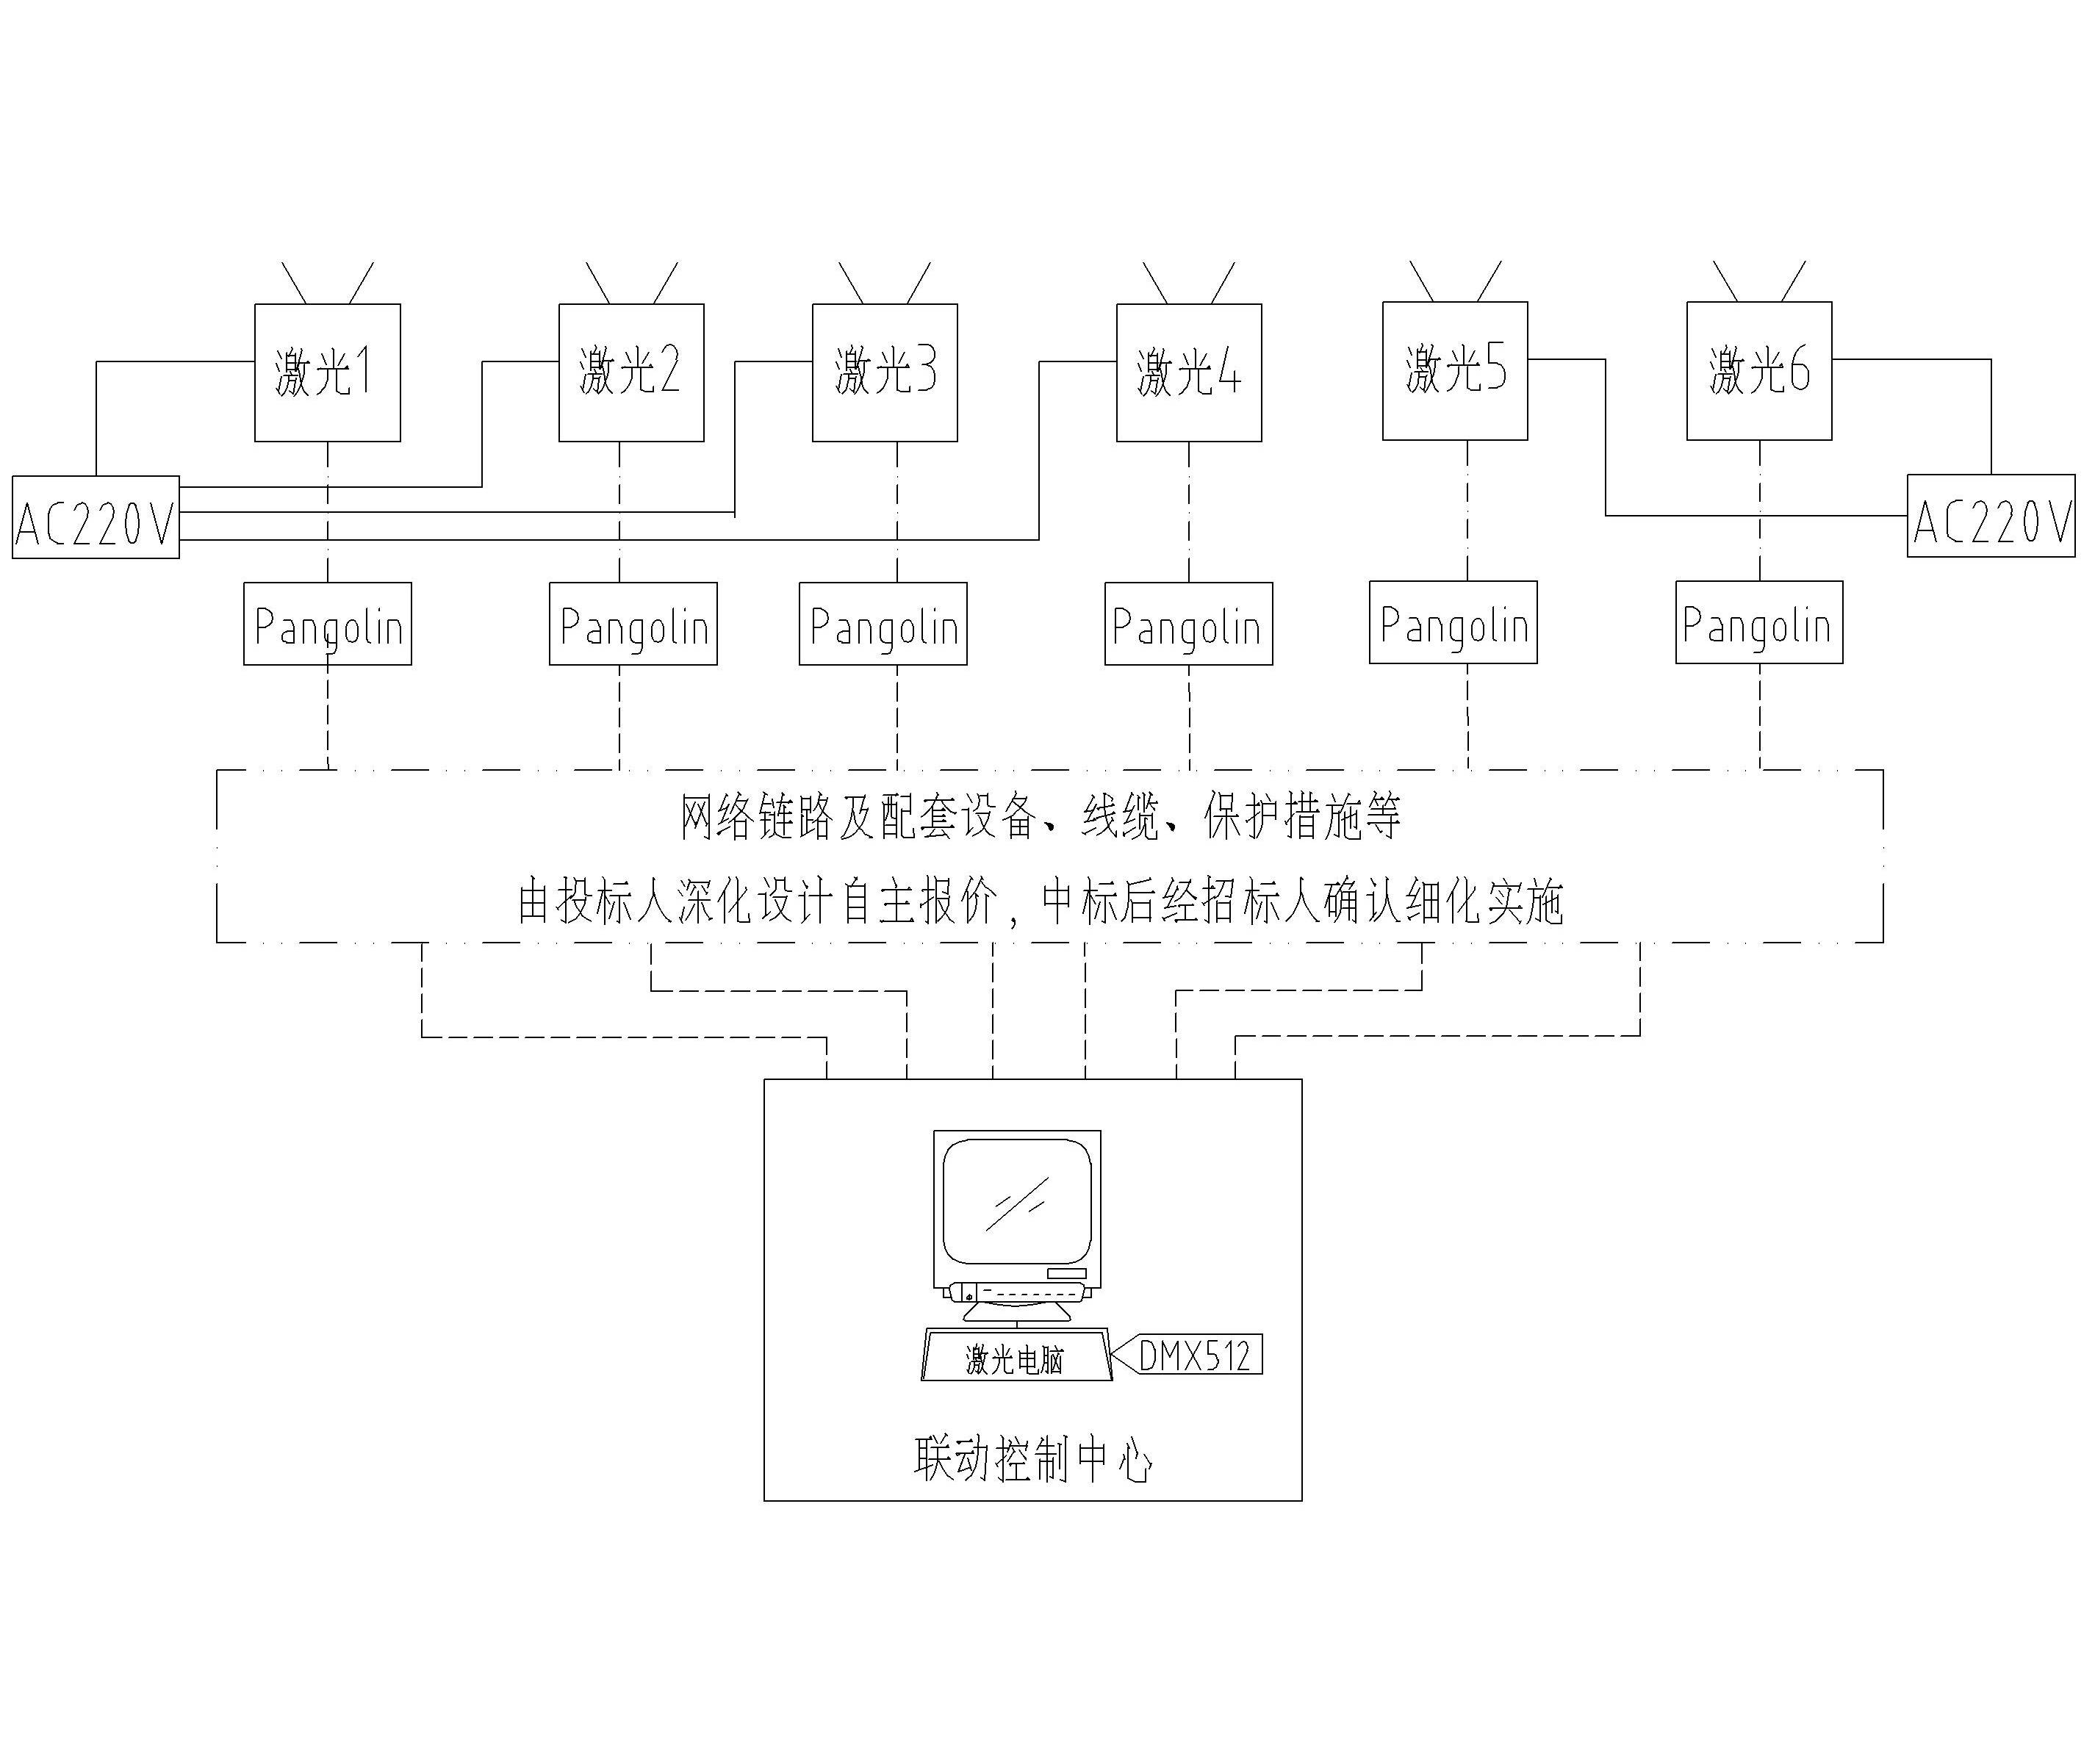 激光1
激光2
激光3
激光4
激光5
激光6
AC220V
AC220V
Pangolin
Pangolin
Pangolin
Pangolin
Pangolin
Pangolin
网络链路及配套设备、线缆、保护措施等
由投标人深化设计自主报价,中标后经招标人确认细化实施
激光电脑
DMX512
联动控制中心